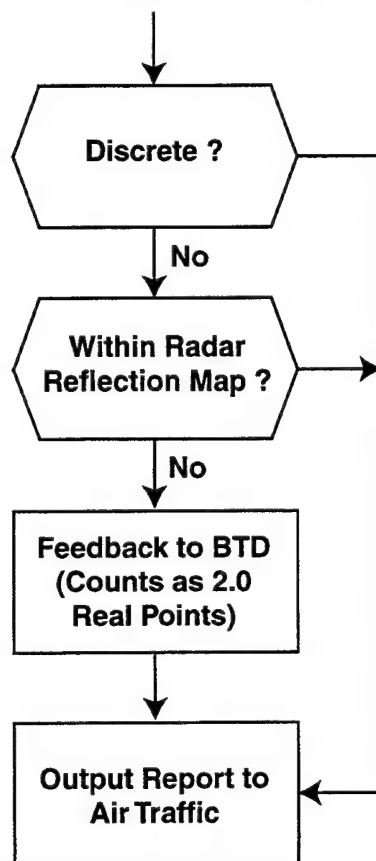 Discrete ?
No
Within Radar
Reflection Map ?
No
Feedback to BTD
(Counts as 2.0
Real Points)
Output Report to
Air Traffic